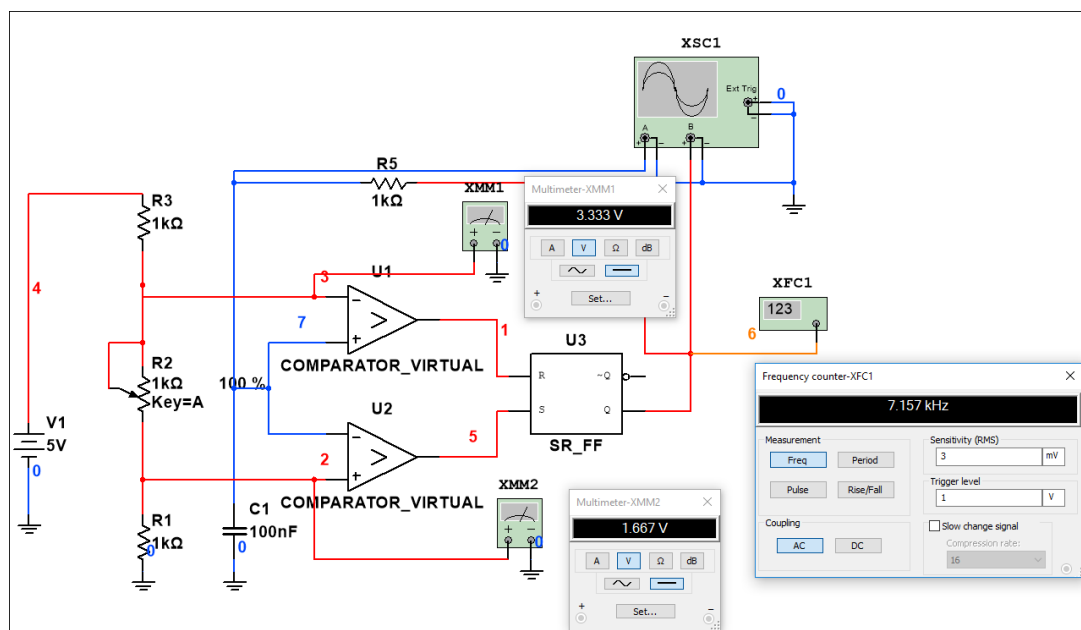 XSC1
Ext Trig
+
−
0
A
B
+ − + −
R5
1kΩ
R3
1kΩ
XMM1
+ −
0
Multimeter-XMM1
3.333 V
A V Ω dB
+ Set... −
4
3
U1
−
+
7
1
COMPARATOR_VIRTUAL
XFC1
123
6
U3
R ~Q
S Q
SR_FF
R2
1kΩ
Key=A
100 %
U2
−
+
5
2
COMPARATOR_VIRTUAL
V1
5V
0
Frequency counter-XFC1
7.157 kHz
Measurement
Freq Period
Pulse Rise/Fall
Coupling
AC DC
Sensitivity (RMS)
3 mV
Trigger level
1 V
Slow change signal
Compression rate:
16
XMM2
+ −
0
Multimeter-XMM2
1.667 V
A V Ω dB
+ Set... −
C1
100nF
0
R1
1kΩ
0